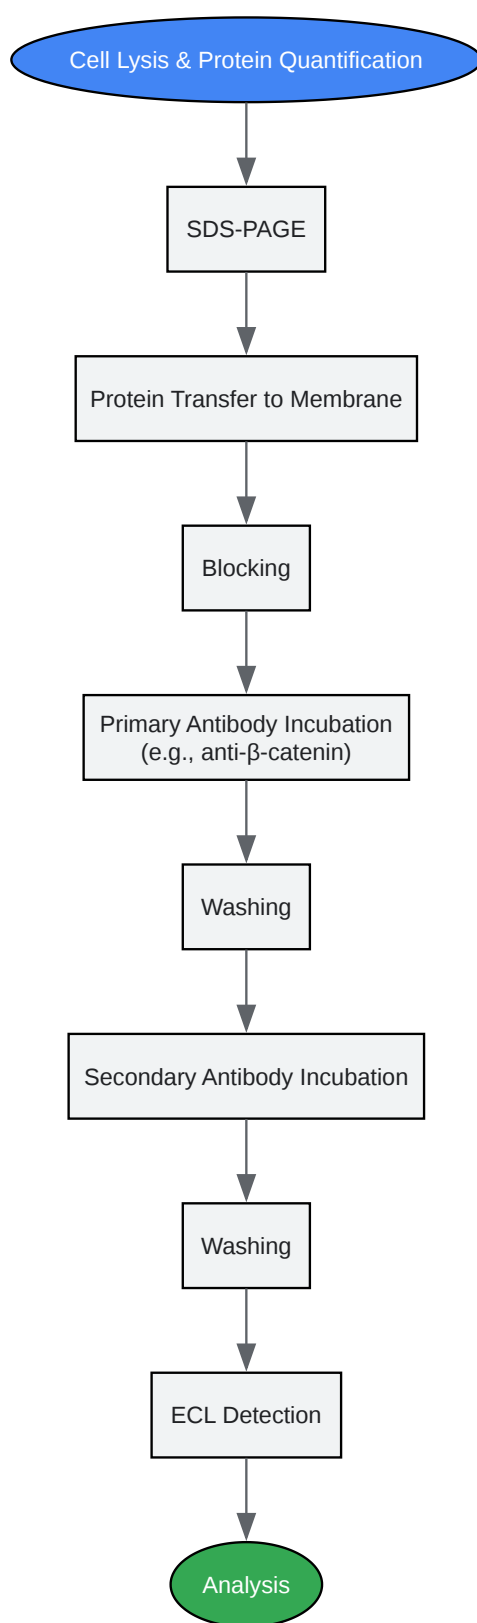 Cell Lysis & Protein Quantification
SDS-PAGE
Protein Transfer to Membrane
Blocking
Primary Antibody Incubation
(e.g., anti-β-catenin)
Washing
Secondary Antibody Incubation
Washing
ECL Detection
Analysis